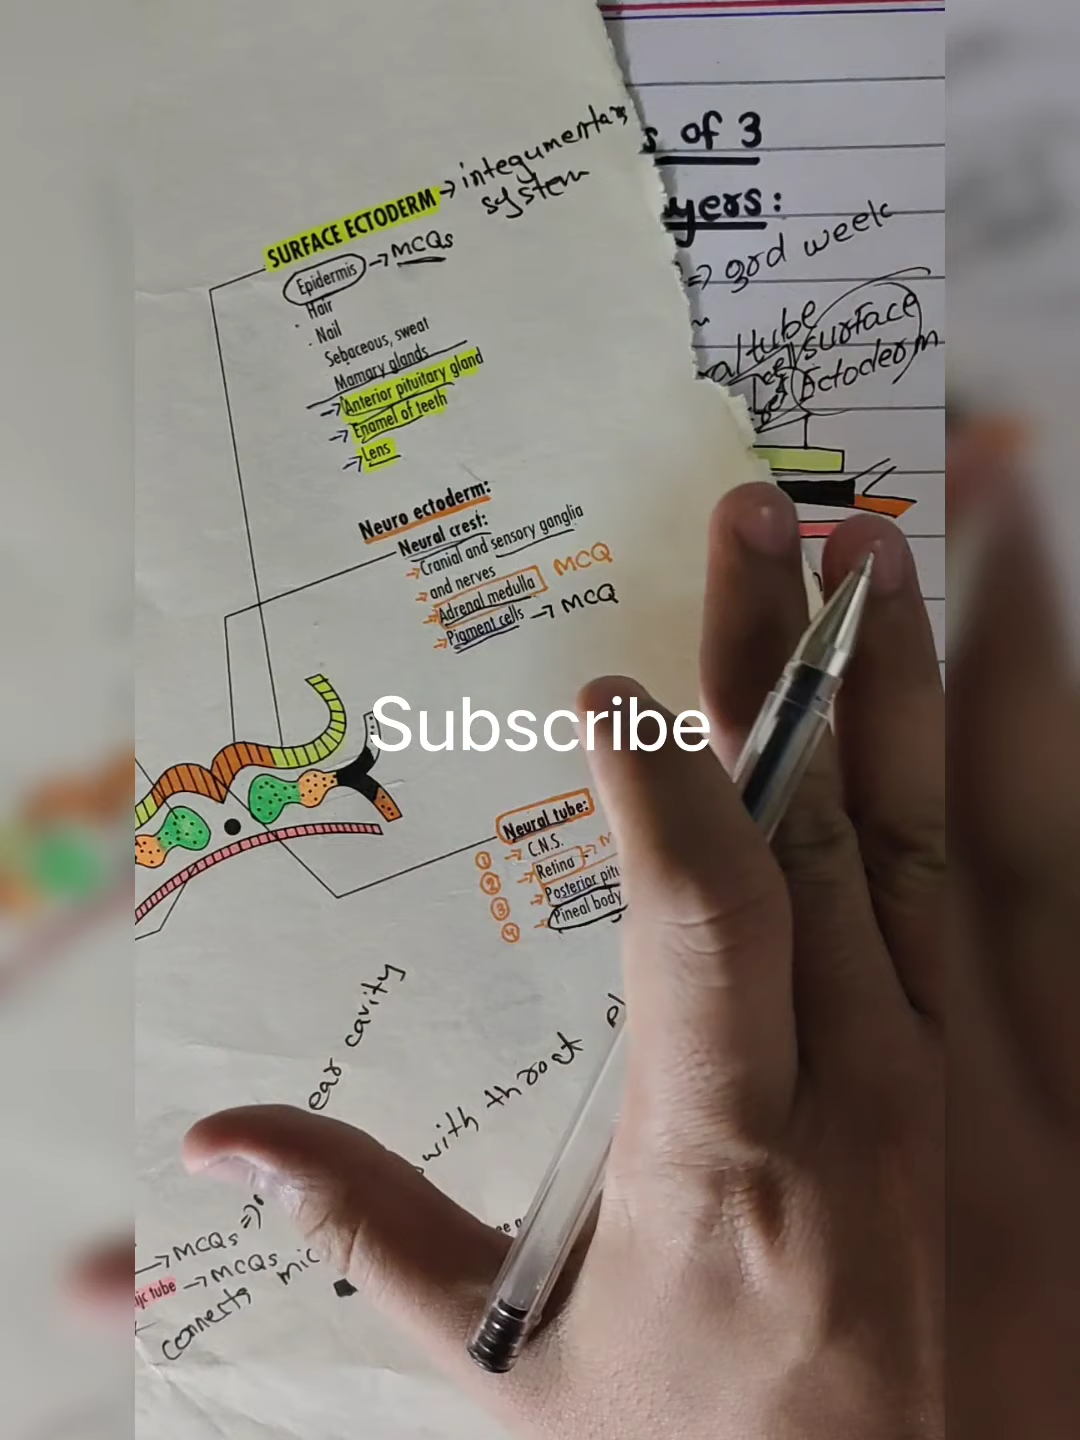 s of 3
yers:
=> 3rd week
al tube
surface
Ectoderm
SURFACE ECTODERM → integumentary
system
Epidermis → MCQs
Hair
Nail
Sebaceous, sweat
Mamary glands
→ Anterior pituitary gland
→ Enamel of teeth
→ Lens
Neuro ectoderm:
Neural crest:
→ Cranial and sensory ganglia
→ and nerves
→ Adrenal medulla MCQ
→ Pigment cells → MCQ
Subscribe
Neural tube:
① → C.N.S.
② → Retina → M
③ → Posterior pitu
④ → Pineal body
ear cavity
with throat
→ MCQs =>
tube → MCQs
connects mic